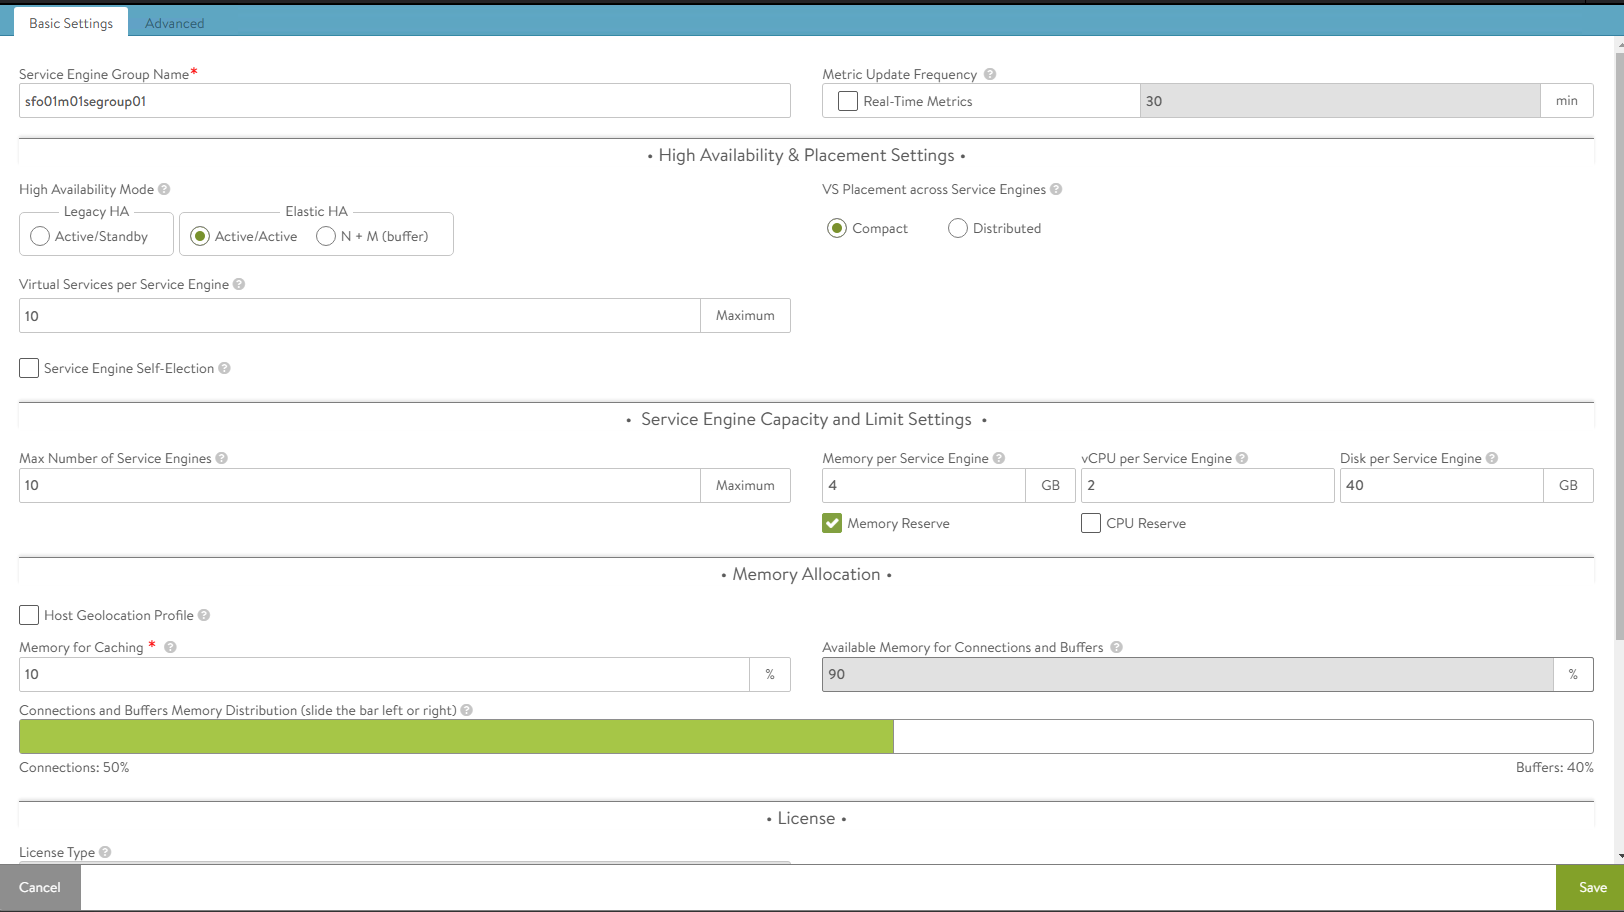 Basic Settings
Advanced
Service Engine Group Name*
sfo01m01segroup01
Metric Update Frequency ?
Real-Time Metrics
30
min
• High Availability & Placement Settings •
High Availability Mode ?
Legacy HA
Active/Standby
Elastic HA
Active/Active
N + M (buffer)
VS Placement across Service Engines ?
Compact
Distributed
Virtual Services per Service Engine ?
10
Maximum
Service Engine Self-Election ?
• Service Engine Capacity and Limit Settings •
Max Number of Service Engines ?
10
Maximum
Memory per Service Engine ?
4
GB
Memory Reserve
vCPU per Service Engine ?
2
CPU Reserve
Disk per Service Engine ?
40
GB
• Memory Allocation •
Host Geolocation Profile ?
Memory for Caching * ?
10
%
Available Memory for Connections and Buffers ?
90
%
Connections and Buffers Memory Distribution (slide the bar left or right) ?
Connections: 50%
Buffers: 40%
• License •
License Type ?
Cancel
Save